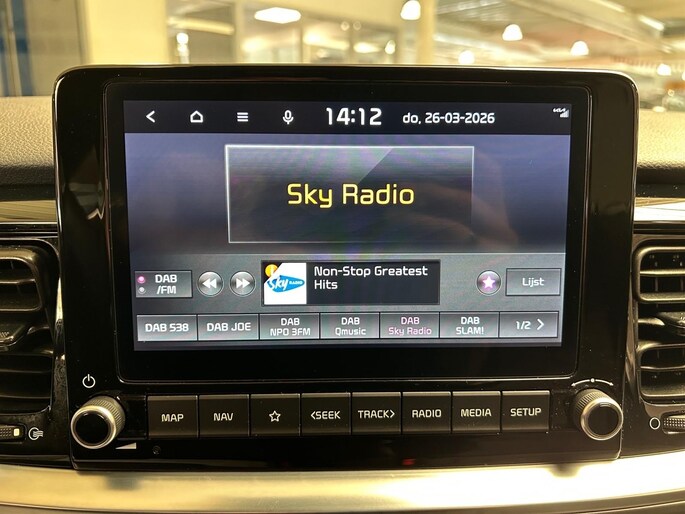 14:12 do, 26-03-2026
Sky Radio
DAB
/FM
Sky RADIO
Non-Stop Greatest
Hits
Lijst
DAB 538
DAB JOE
DAB
NPO 3FM
DAB
Qmusic
DAB
Sky Radio
DAB
SLAM!
1/2
MAP
NAV
<SEEK
TRACK>
RADIO
MEDIA
SETUP